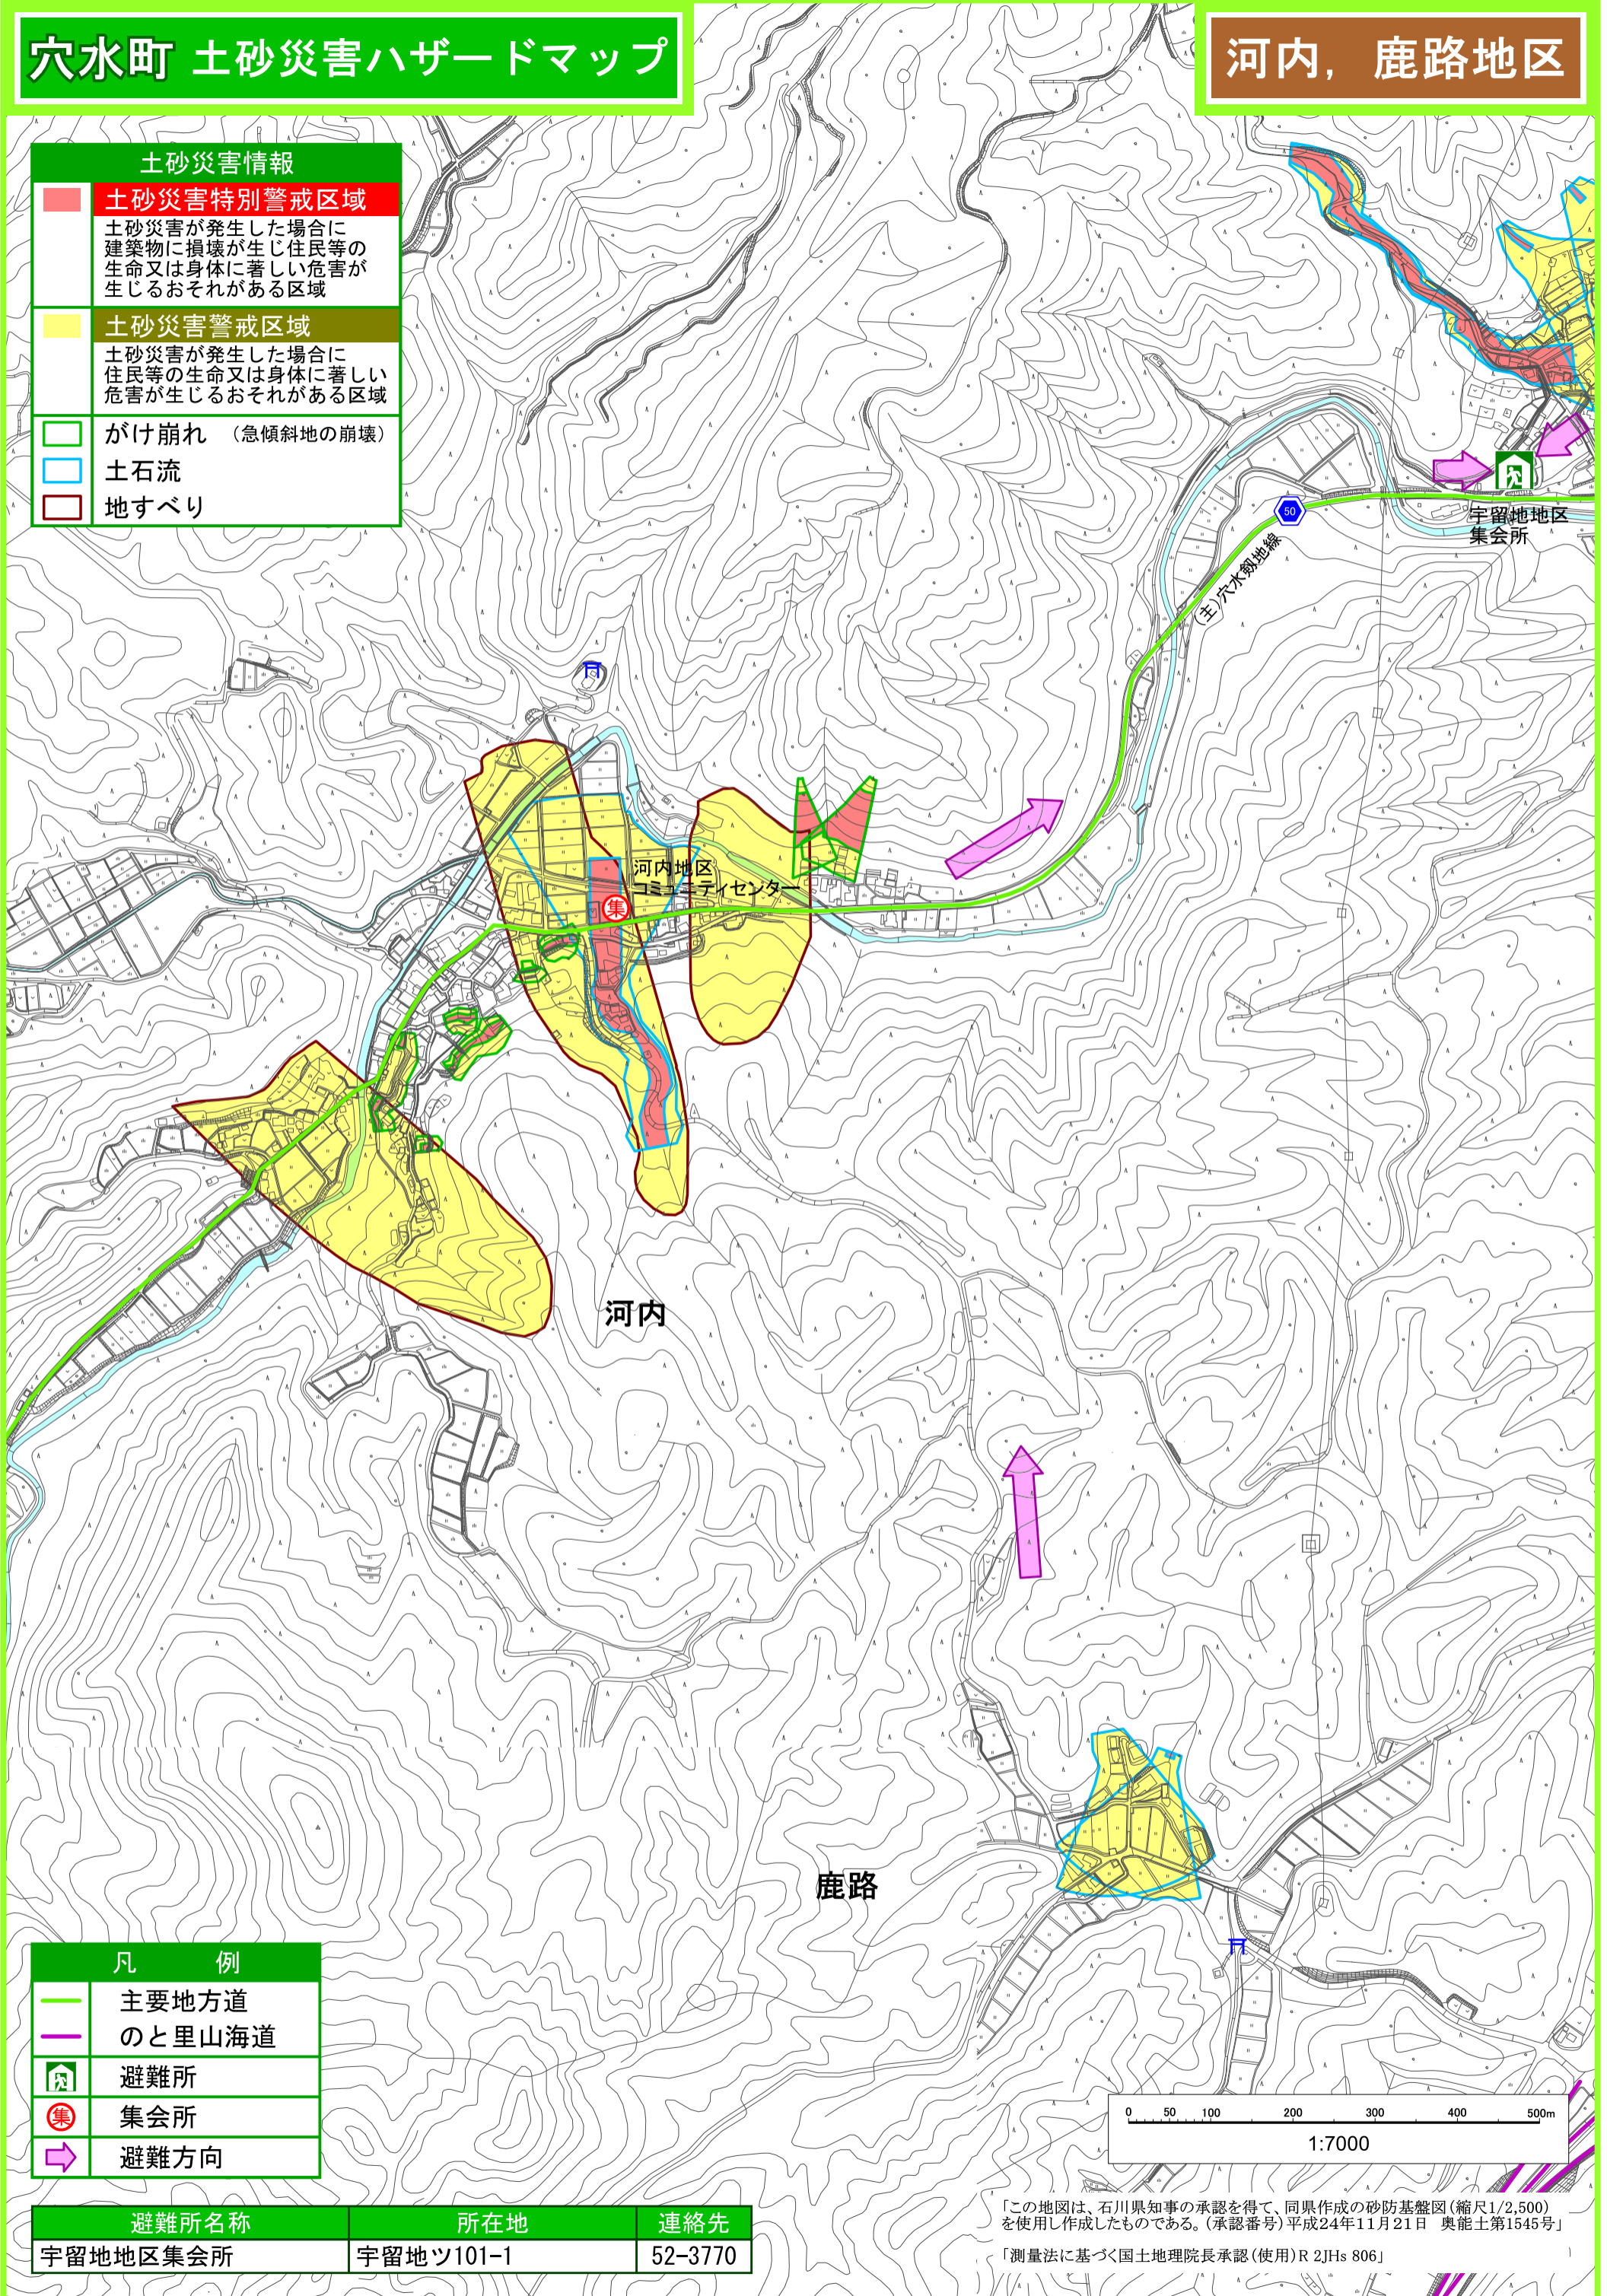 穴水町 土砂災害ハザードマップ
河内，鹿路地区
土砂災害情報
土砂災害特別警戒区域
土砂災害が発生した場合に
建築物に損壊が生じ住民等の
生命又は身体に著しい危害が
生じるおそれがある区域
土砂災害警戒区域
土砂災害が発生した場合に
住民等の生命又は身体に著しい
危害が生じるおそれがある区域
がけ崩れ （急傾斜地の崩壊）
土石流
地すべり
50
宇留地地区
集会所
(主)穴水剱地線
河内地区
コミュニティセンター
集
河内
鹿路
凡 例
主要地方道
のと里山海道
避難所
集 集会所
避難方向
0 50 100 200 300 400 500m
1:7000
避難所名称 所在地 連絡先
宇留地地区集会所 宇留地ツ101-1 52-3770
「この地図は、石川県知事の承認を得て、同県作成の砂防基盤図（縮尺1/2,500）
を使用し作成したものである。（承認番号）平成24年11月21日 奥能土第1545号」
「測量法に基づく国土地理院長承認（使用）R 2JHs 806」